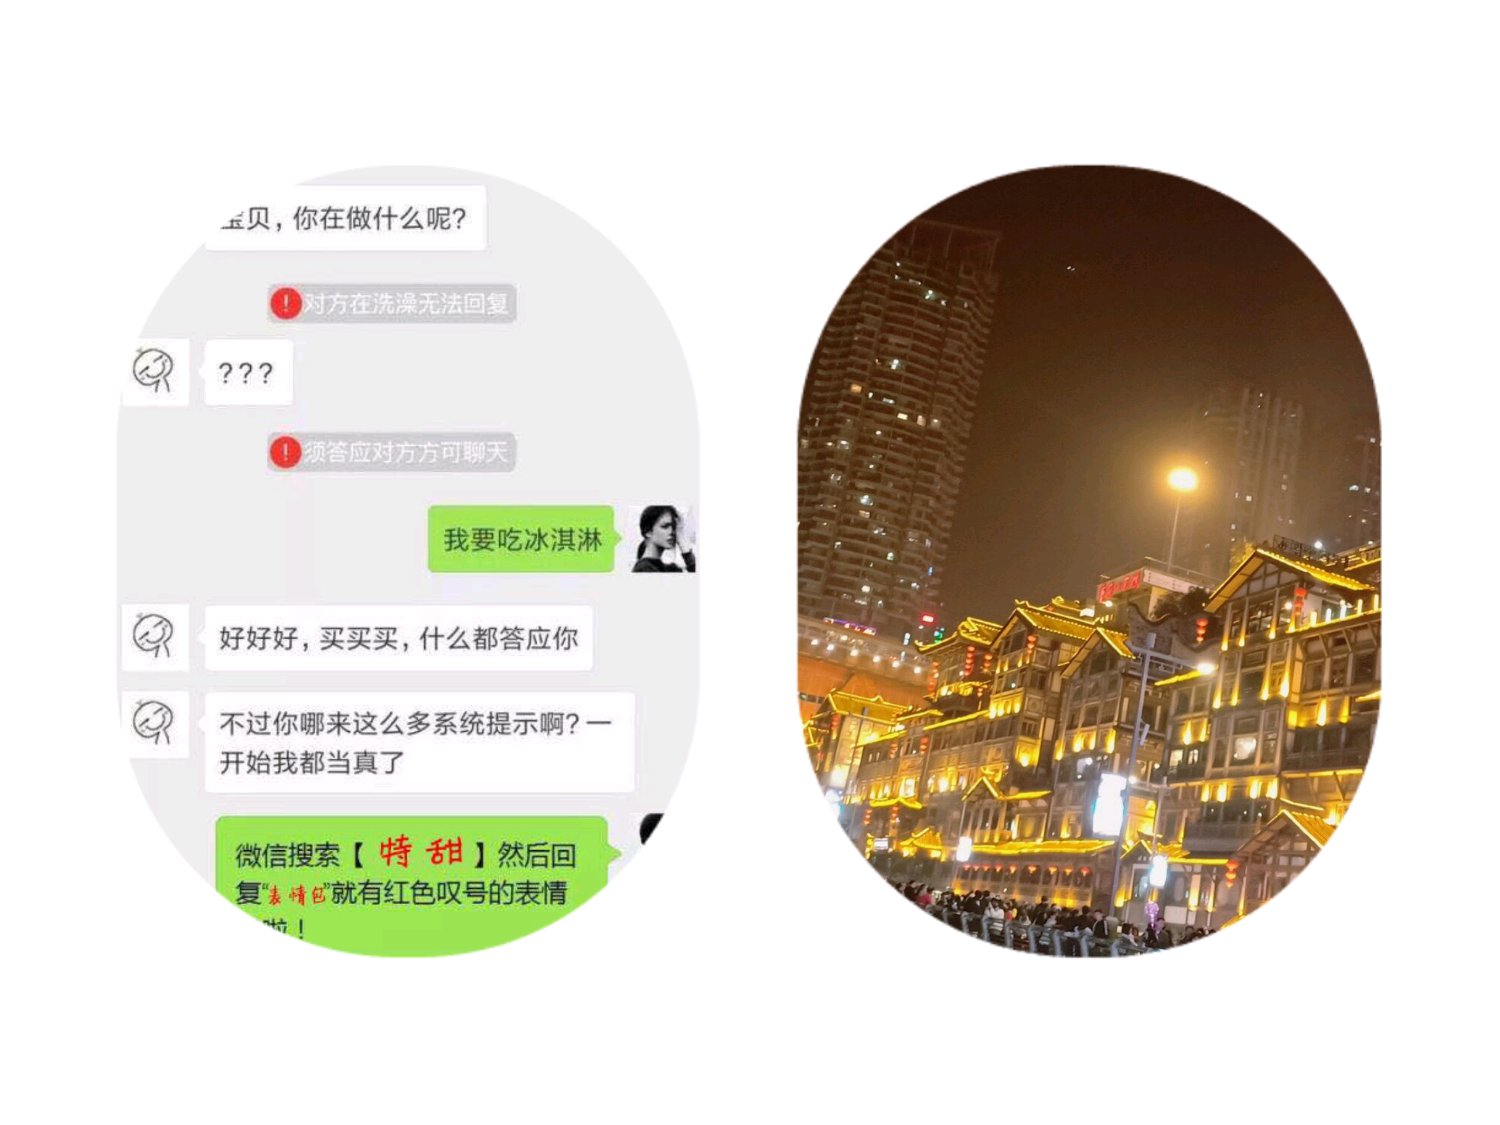 贝，你在做什么呢？
对方在洗澡无法回复
？？？
须答应对方方可聊天
我要吃冰淇淋
好好好，买买买，什么都答应你
不过你哪来这么多系统提示啊？一
开始我都当真了
微信搜索【特甜】然后回
复“表情包”就有红色叹号的表情
啦！